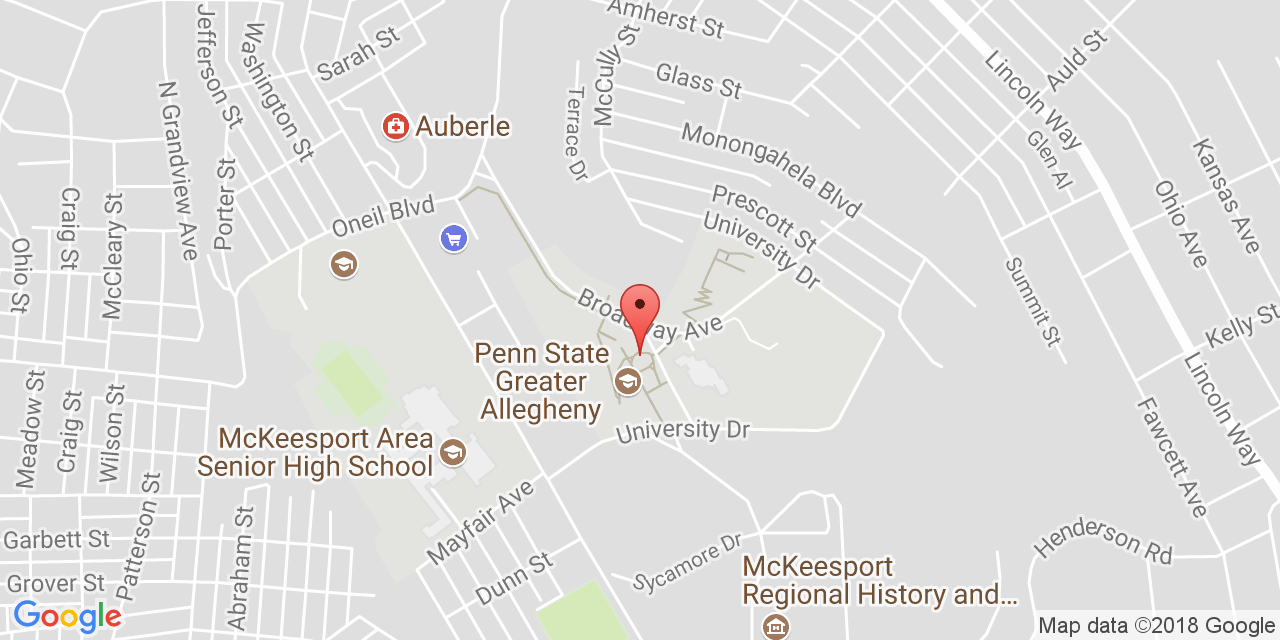 Amherst St
Jefferson St
Washington St
Sarah St
McCully St
Glass St
Lincoln Way
Auld St
N Grandview Ave
Auberle
Terrace Dr
Monongahela Blvd
Glen Al
Kansas Ave
Ohio Ave
Porter St
Craig St
McCleary St
Ohio St
Oneil Blvd
Prescott St
University Dr
Summit St
Kelly St
Broadway Ave
Penn State
Greater
Allegheny
Meadow St
Craig St
Wilson St
McKeesport Area
Senior High School
University Dr
Lincoln Way
Fawcett Ave
Patterson St
Abraham St
Mayfair Ave
Garbett St
Dunn St
Sycamore Dr
Henderson Rd
McKeesport
Regional History and...
Grover St
Google
Map data ©2018 Google